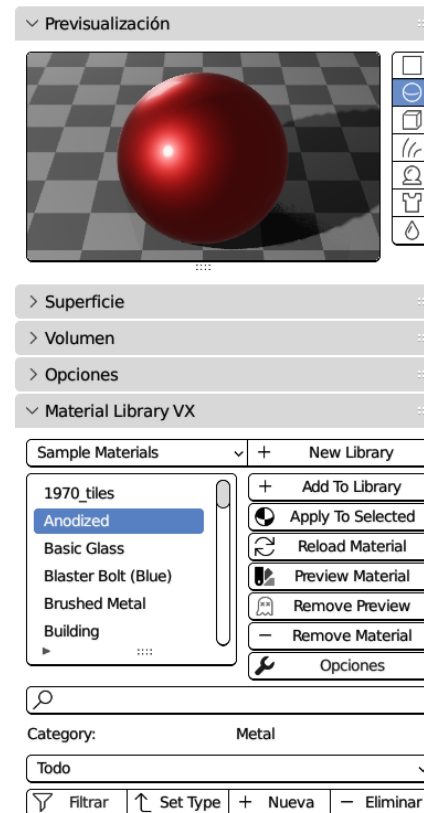 Previsualización
Superficie
Volumen
Opciones
Material Library VX
Sample Materials
New Library
1970_tiles
Anodized
Basic Glass
Blaster Bolt (Blue)
Brushed Metal
Building
Add To Library
Apply To Selected
Reload Material
Preview Material
Remove Preview
Remove Material
Opciones
Category: Metal
Todo
Filtrar Set Type + Nueva − Eliminar